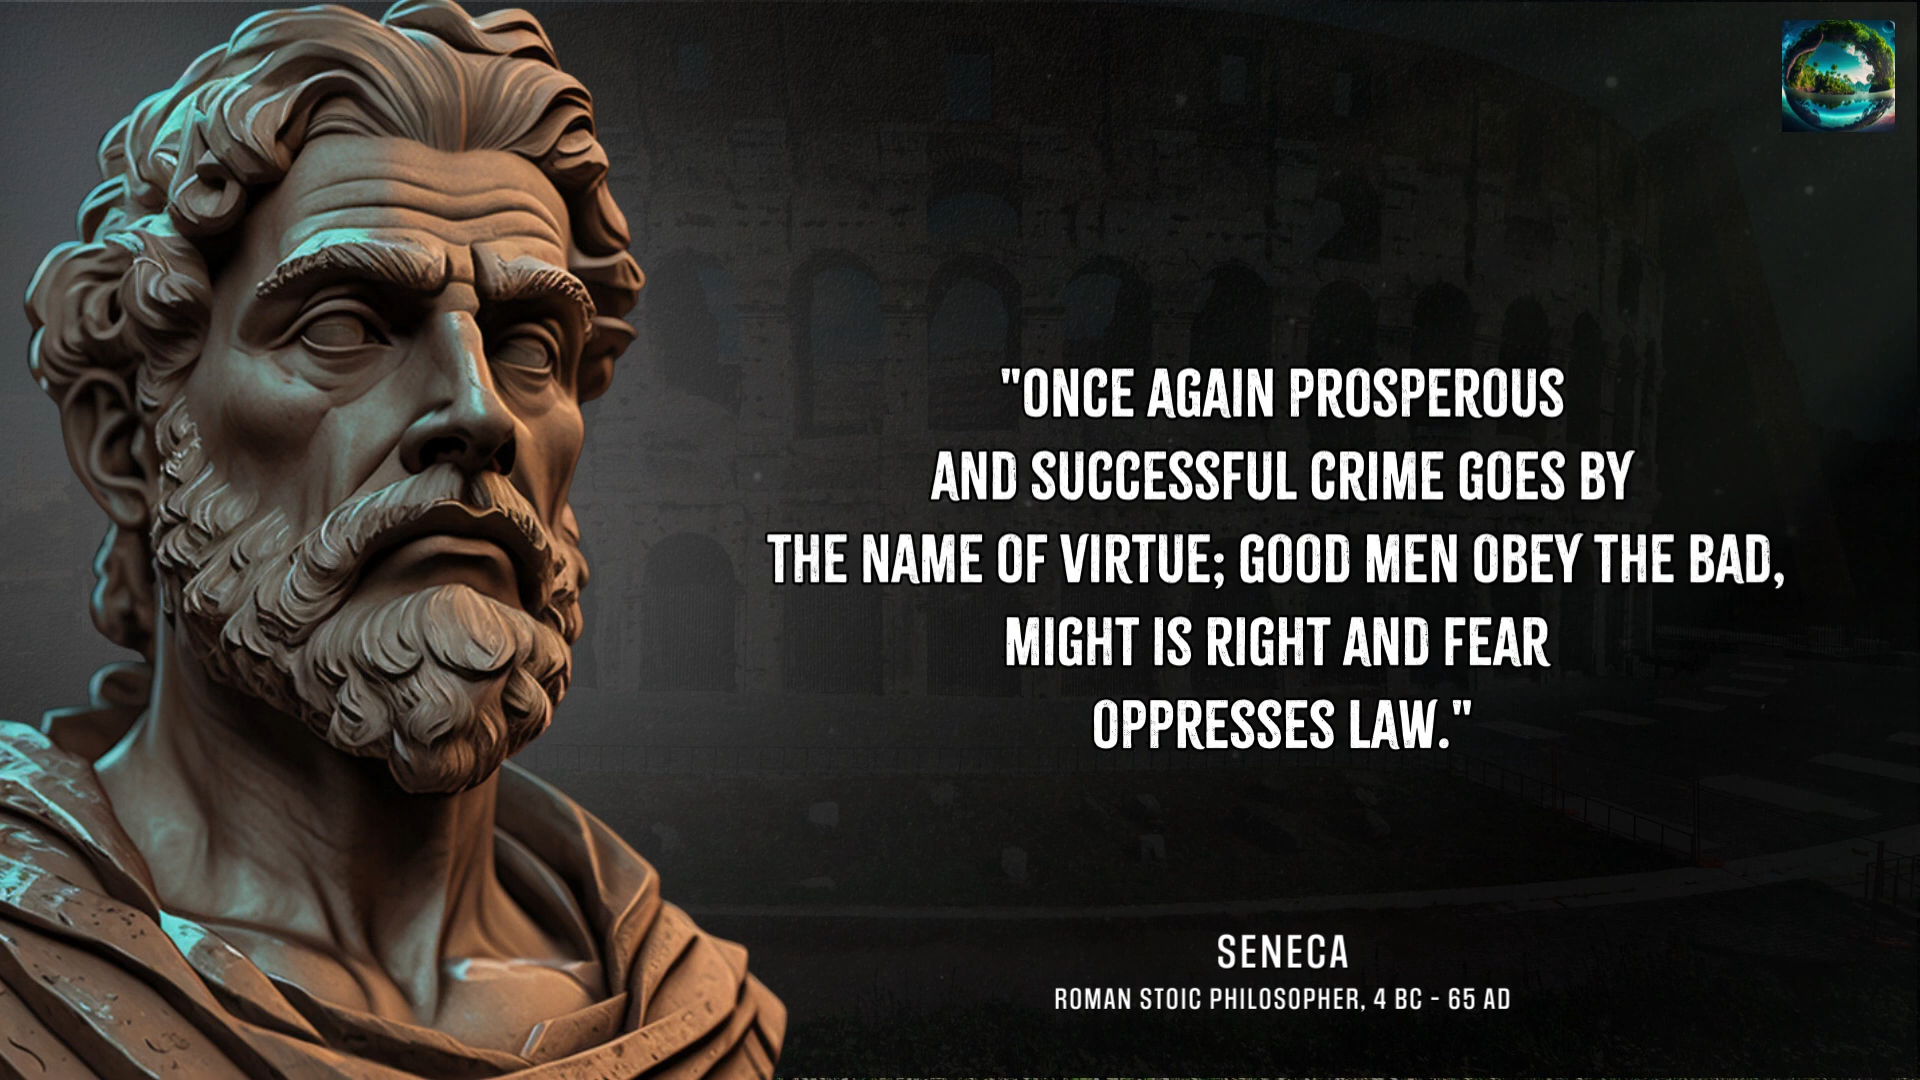 "ONCE AGAIN PROSPEROUS
AND SUCCESSFUL CRIME GOES BY
THE NAME OF VIRTUE; GOOD MEN OBEY THE BAD,
MIGHT IS RIGHT AND FEAR
OPPRESSES LAW."
SENECA
ROMAN STOIC PHILOSOPHER, 4 BC - 65 AD